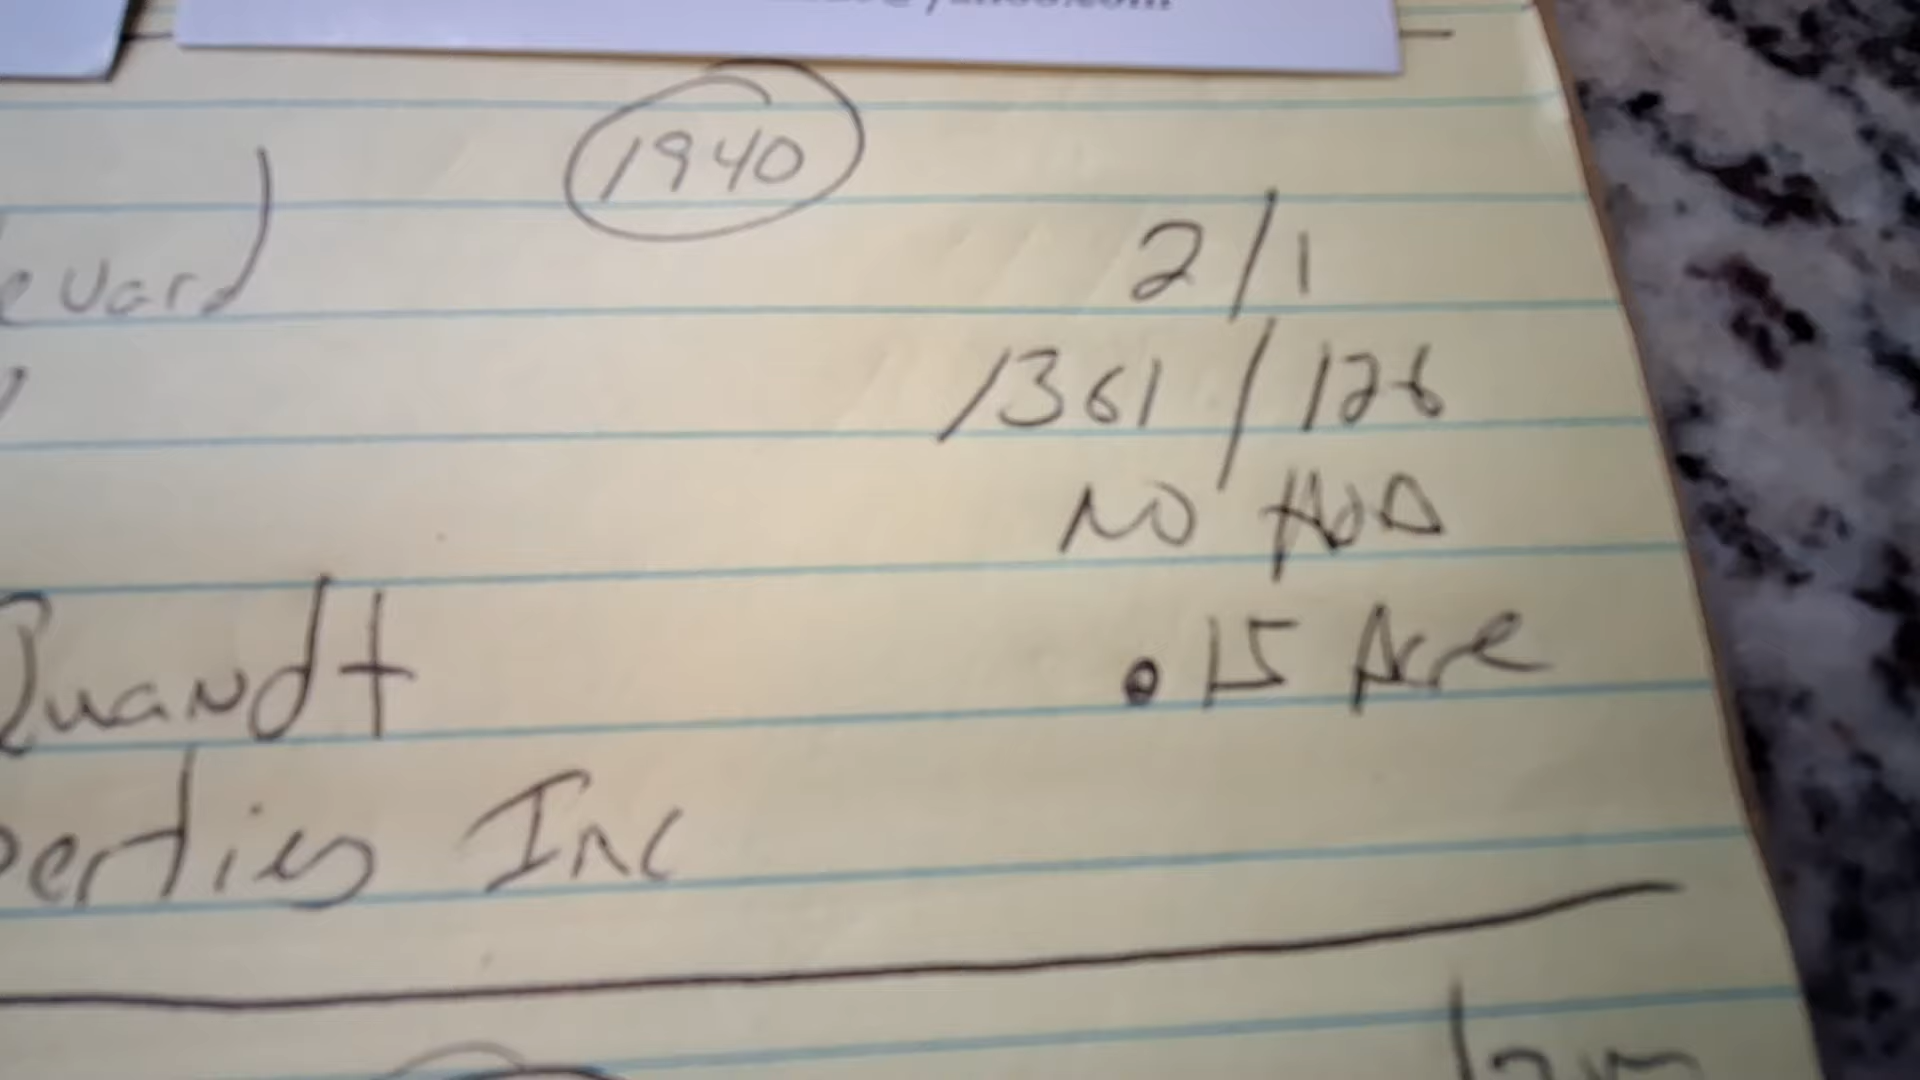 1940
evard
2/1
1361/126
NO HOA
Quandt
.15 Acre
perties Inc